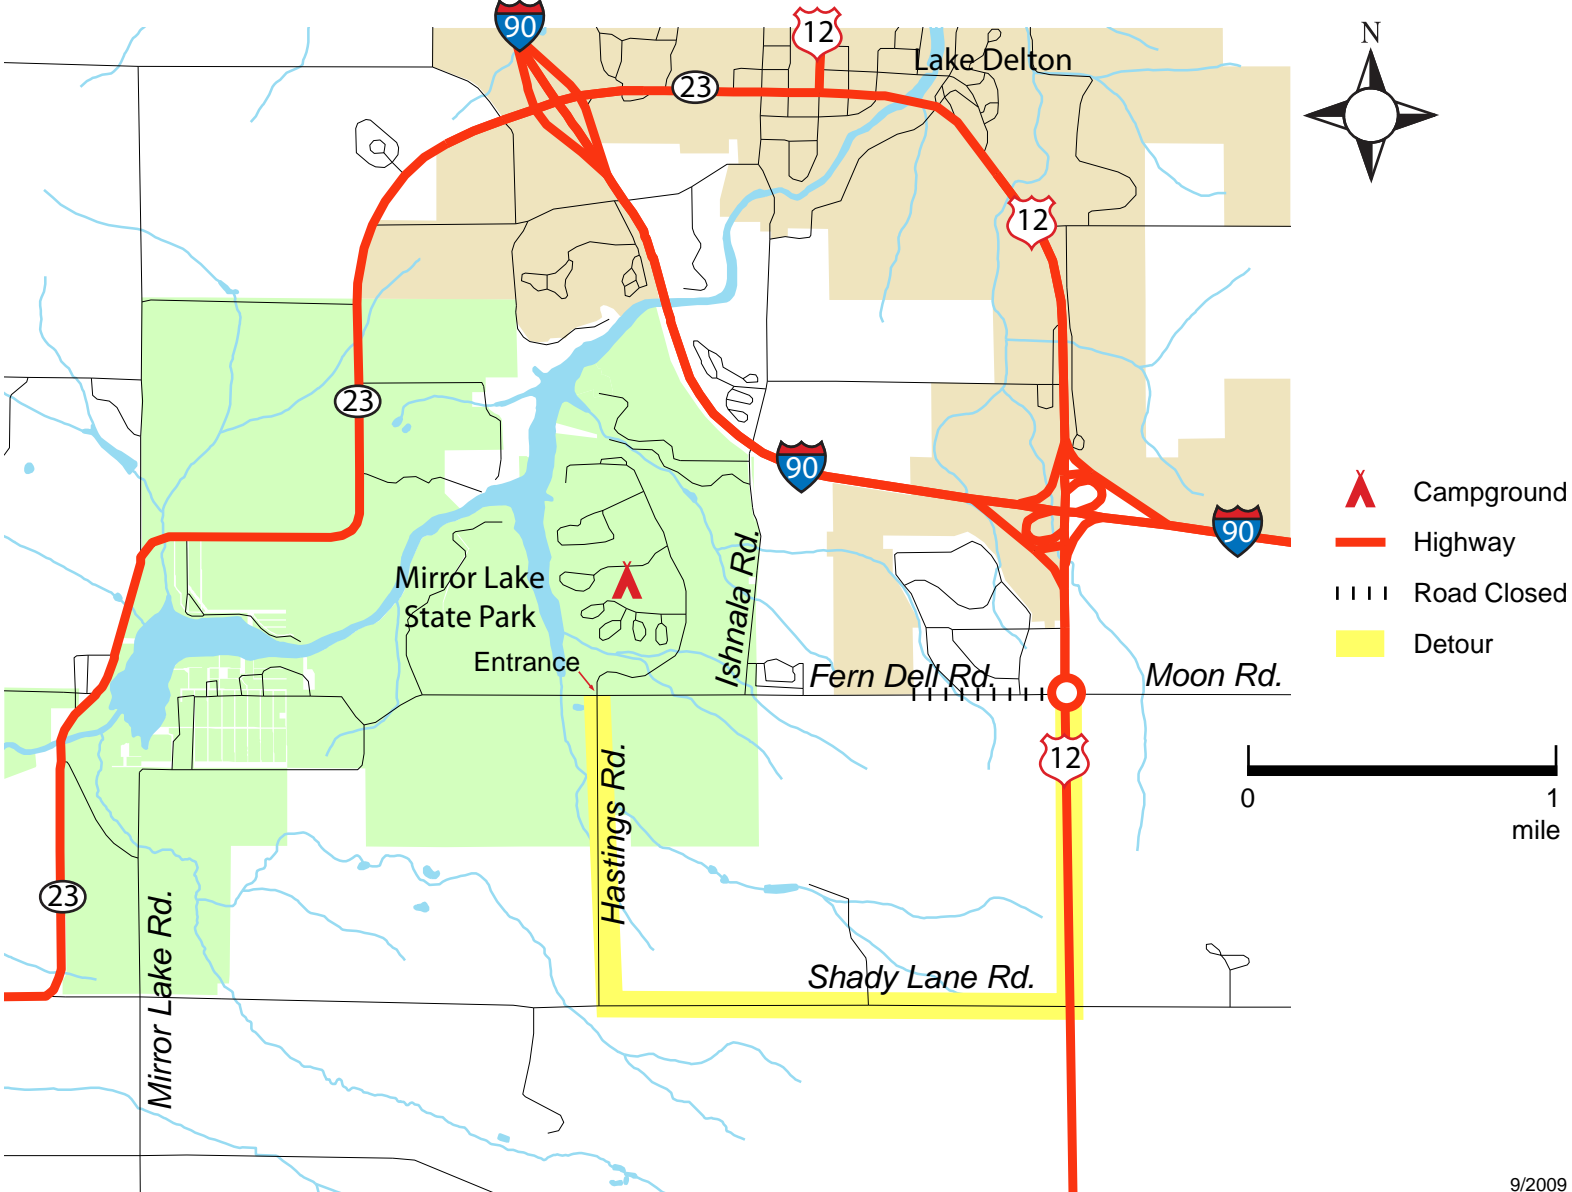 90
12
Lake Delton
N
23
12
23
90
90
Campground
Highway
Road Closed
Detour
Mirror Lake
State Park
Ishnala Rd.
Entrance
Fern Dell Rd.
Moon Rd.
12
Hastings Rd.
0 1
mile
23
Mirror Lake Rd.
Shady Lane Rd.
9/2009